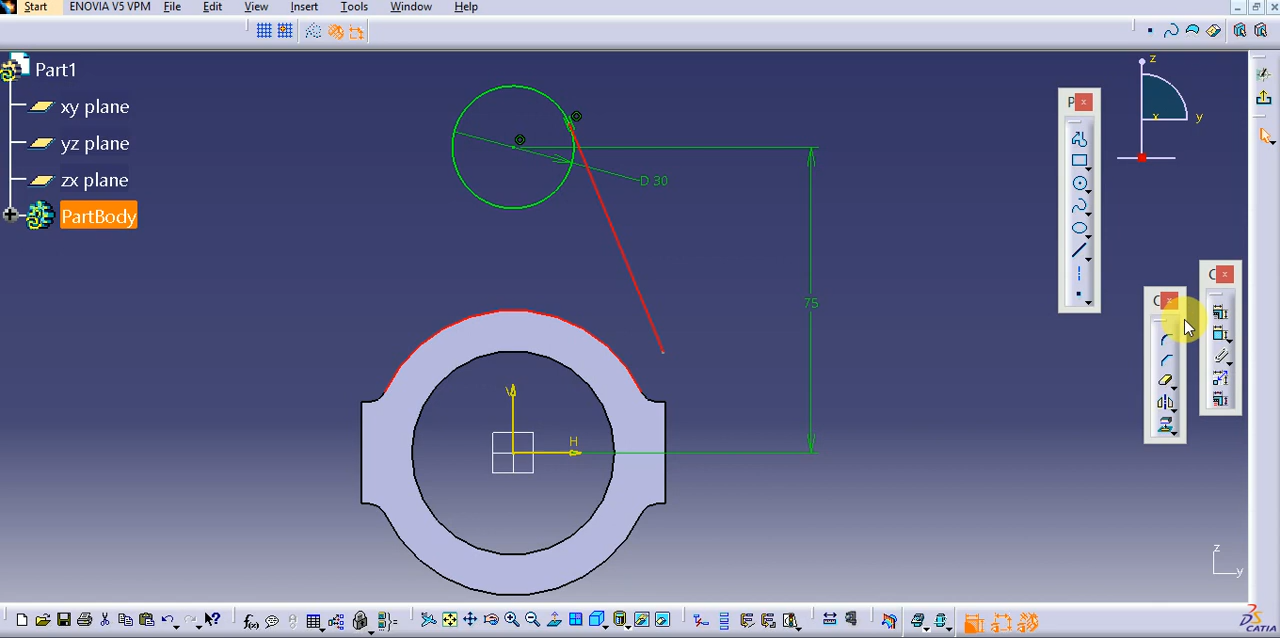 Start ENOVIA V5 VPM File Edit View Insert Tools Window Help
Part1
xy plane
yz plane
zx plane
PartBody
z
x
y
P x
D 30
75
C x
C x
V
H
f(x)
z
y
DS
CATIA